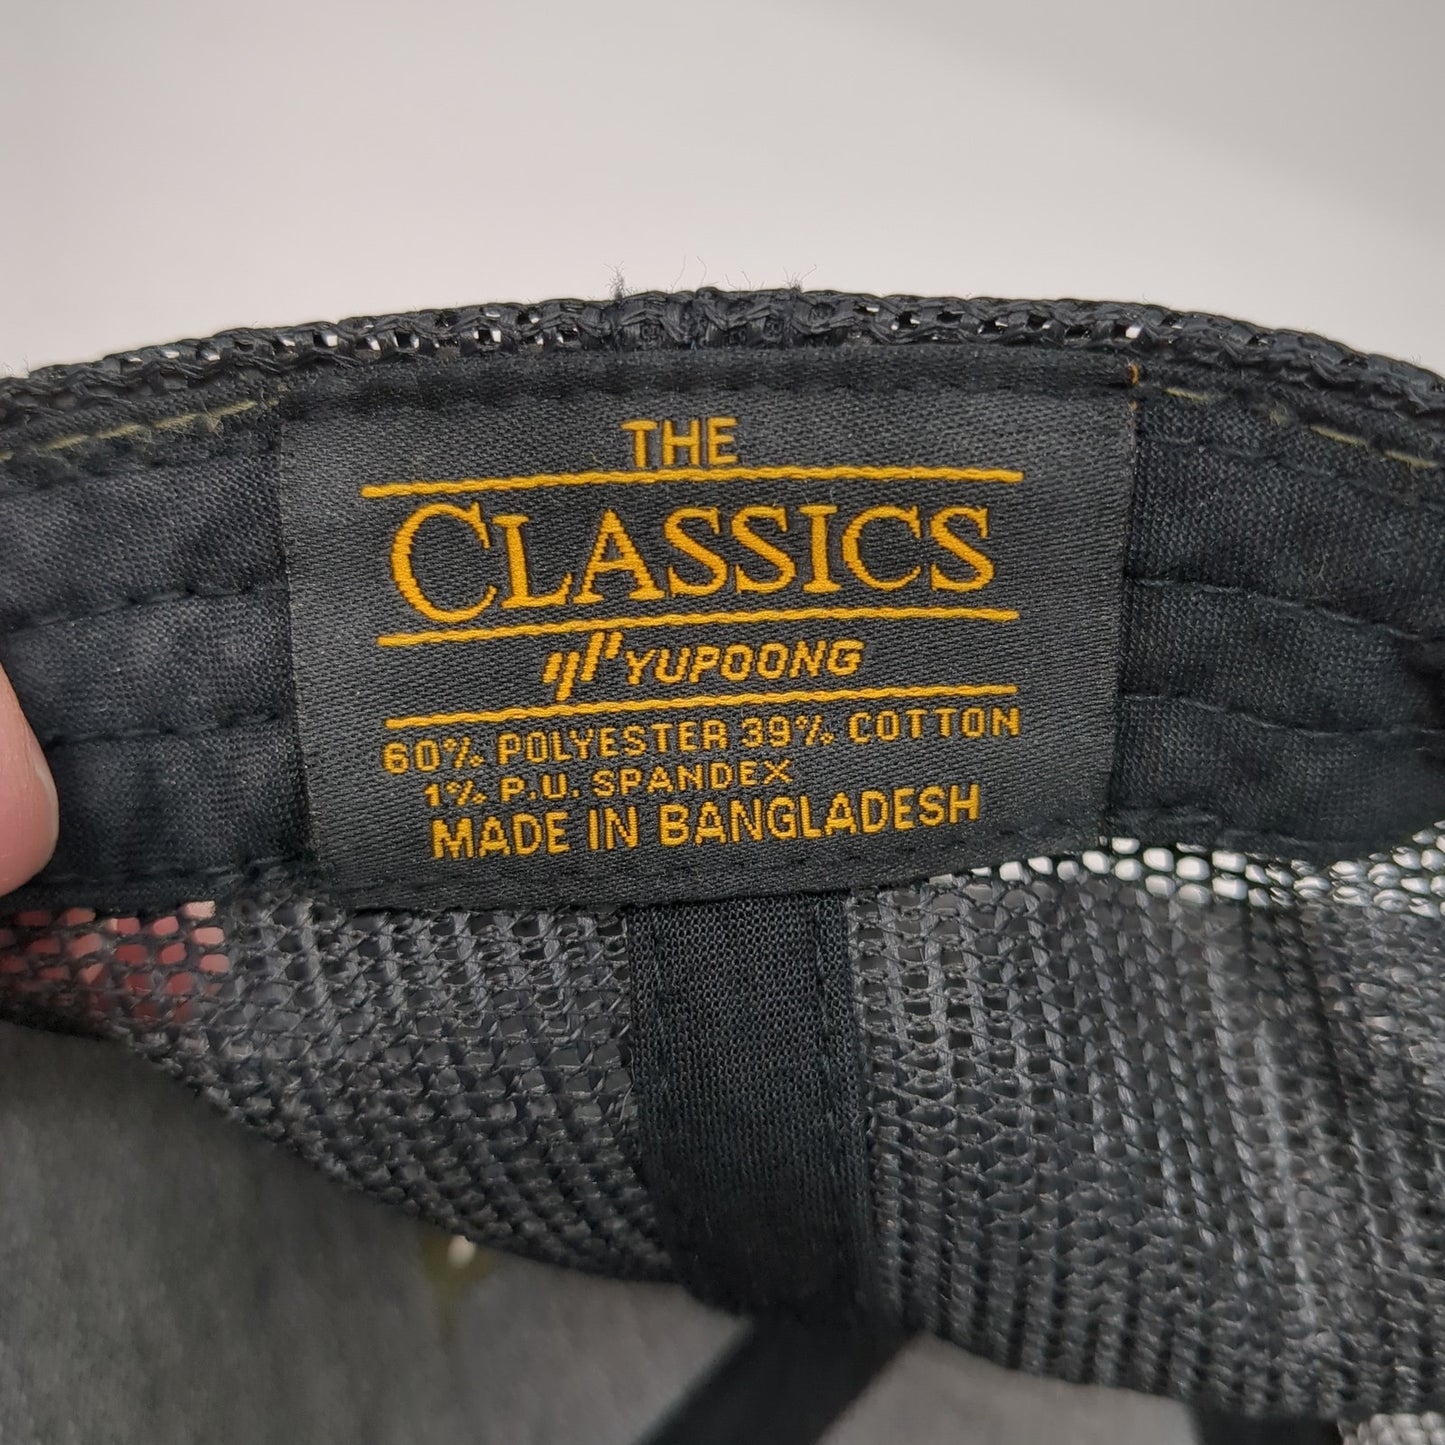 THE
CLASSICS
YUPOONG
60% POLYESTER 39% COTTON
1% P.U. SPANDEX
MADE IN BANGLADESH